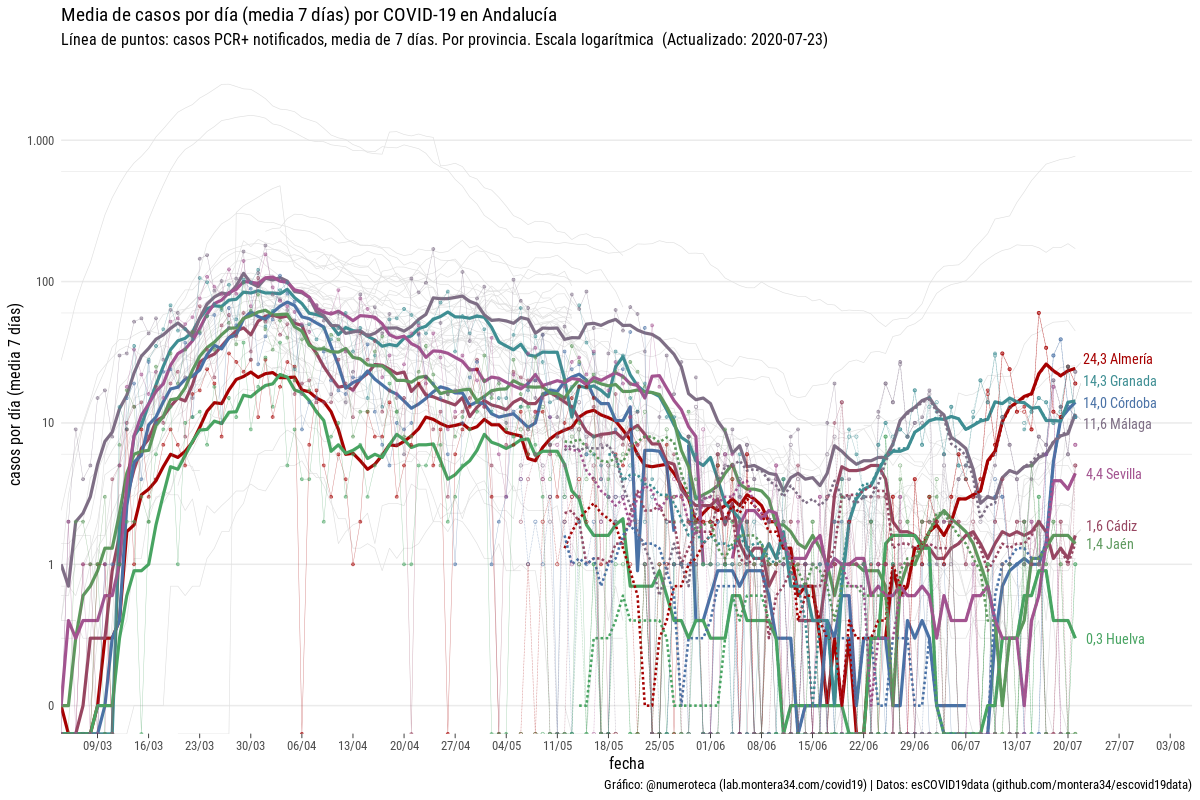 Media de casos por día (media 7 días) por COVID-19 en Andalucía
Línea de puntos: casos PCR+ notificados, media de 7 días. Por provincia. Escala logarítmica  (Actualizado: 2020-07-23)
casos por día (media 7 días)
1.000
100
10
1
0
24,3 Almería
14,3 Granada
14,0 Córdoba
11,6 Málaga
4,4 Sevilla
1,6 Cádiz
1,4 Jaén
0,3 Huelva
09/03 16/03 23/03 30/03 06/04 13/04 20/04 27/04 04/05 11/05 18/05 25/05 01/06 08/06 15/06 22/06 29/06 06/07 13/07 20/07 27/07 03/08
fecha
Gráfico: @numeroteca (lab.montera34.com/covid19) | Datos: esCOVID19data (github.com/montera34/escovid19data)